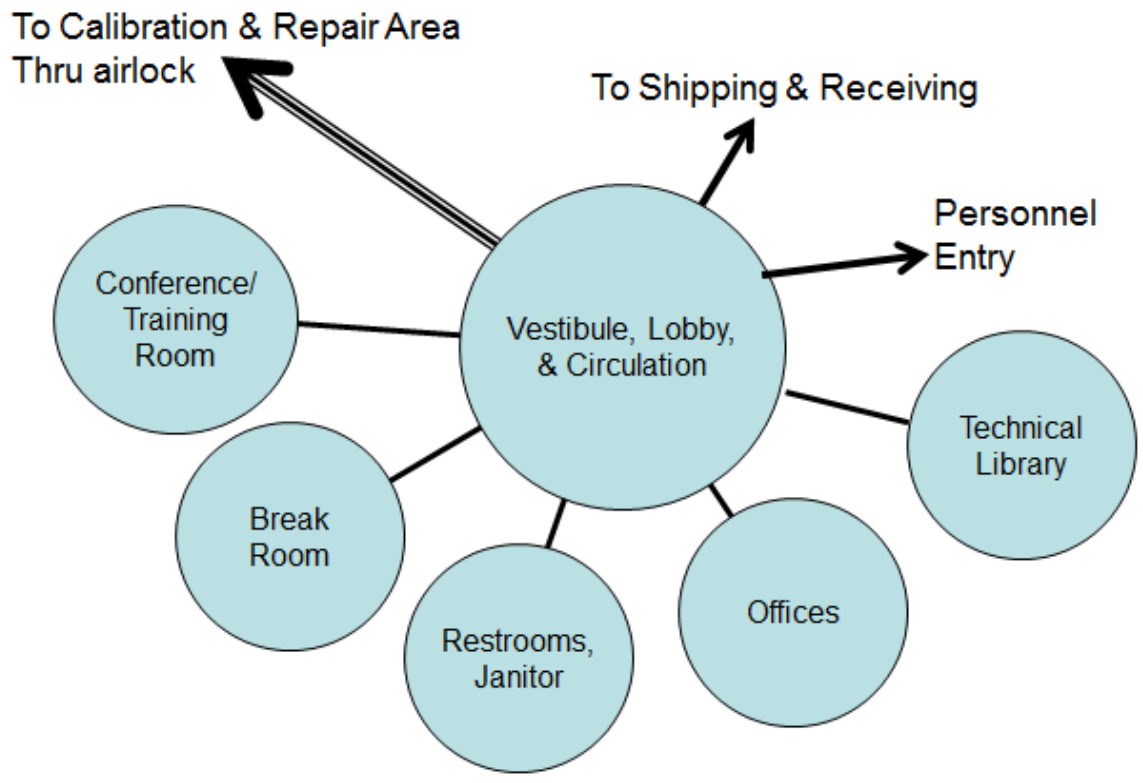 To Calibration & Repair Area
Thru airlock
To Shipping & Receiving
Personnel
Entry
Conference/
Training
Room
Vestibule, Lobby,
& Circulation
Technical
Library
Break
Room
Offices
Restrooms,
Janitor